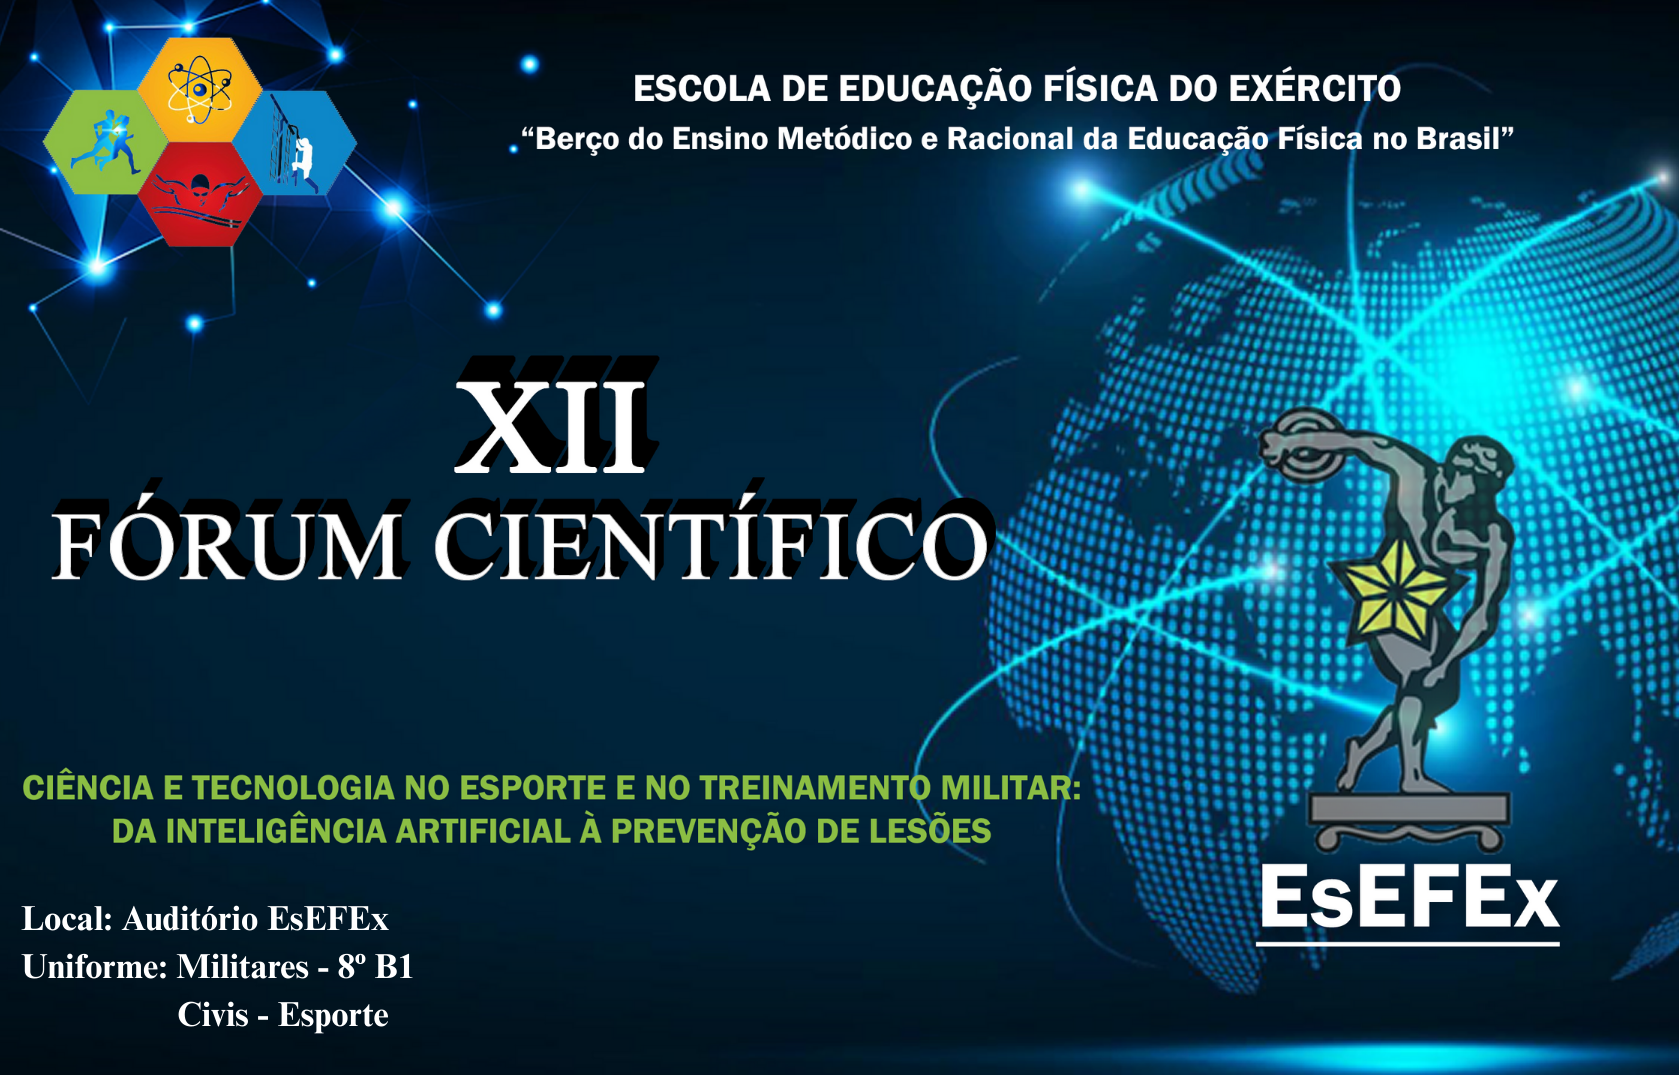 ESCOLA DE EDUCAÇÃO FÍSICA DO EXÉRCITO
“Berço do Ensino Metódico e Racional da Educação Física no Brasil”
XII
FÓRUM CIENTÍFICO
CIÊNCIA E TECNOLOGIA NO ESPORTE E NO TREINAMENTO MILITAR:
DA INTELIGÊNCIA ARTIFICIAL À PREVENÇÃO DE LESÕES
EsEFEx
Local: Auditório EsEFEx
Uniforme: Militares - 8º B1
Civis - Esporte